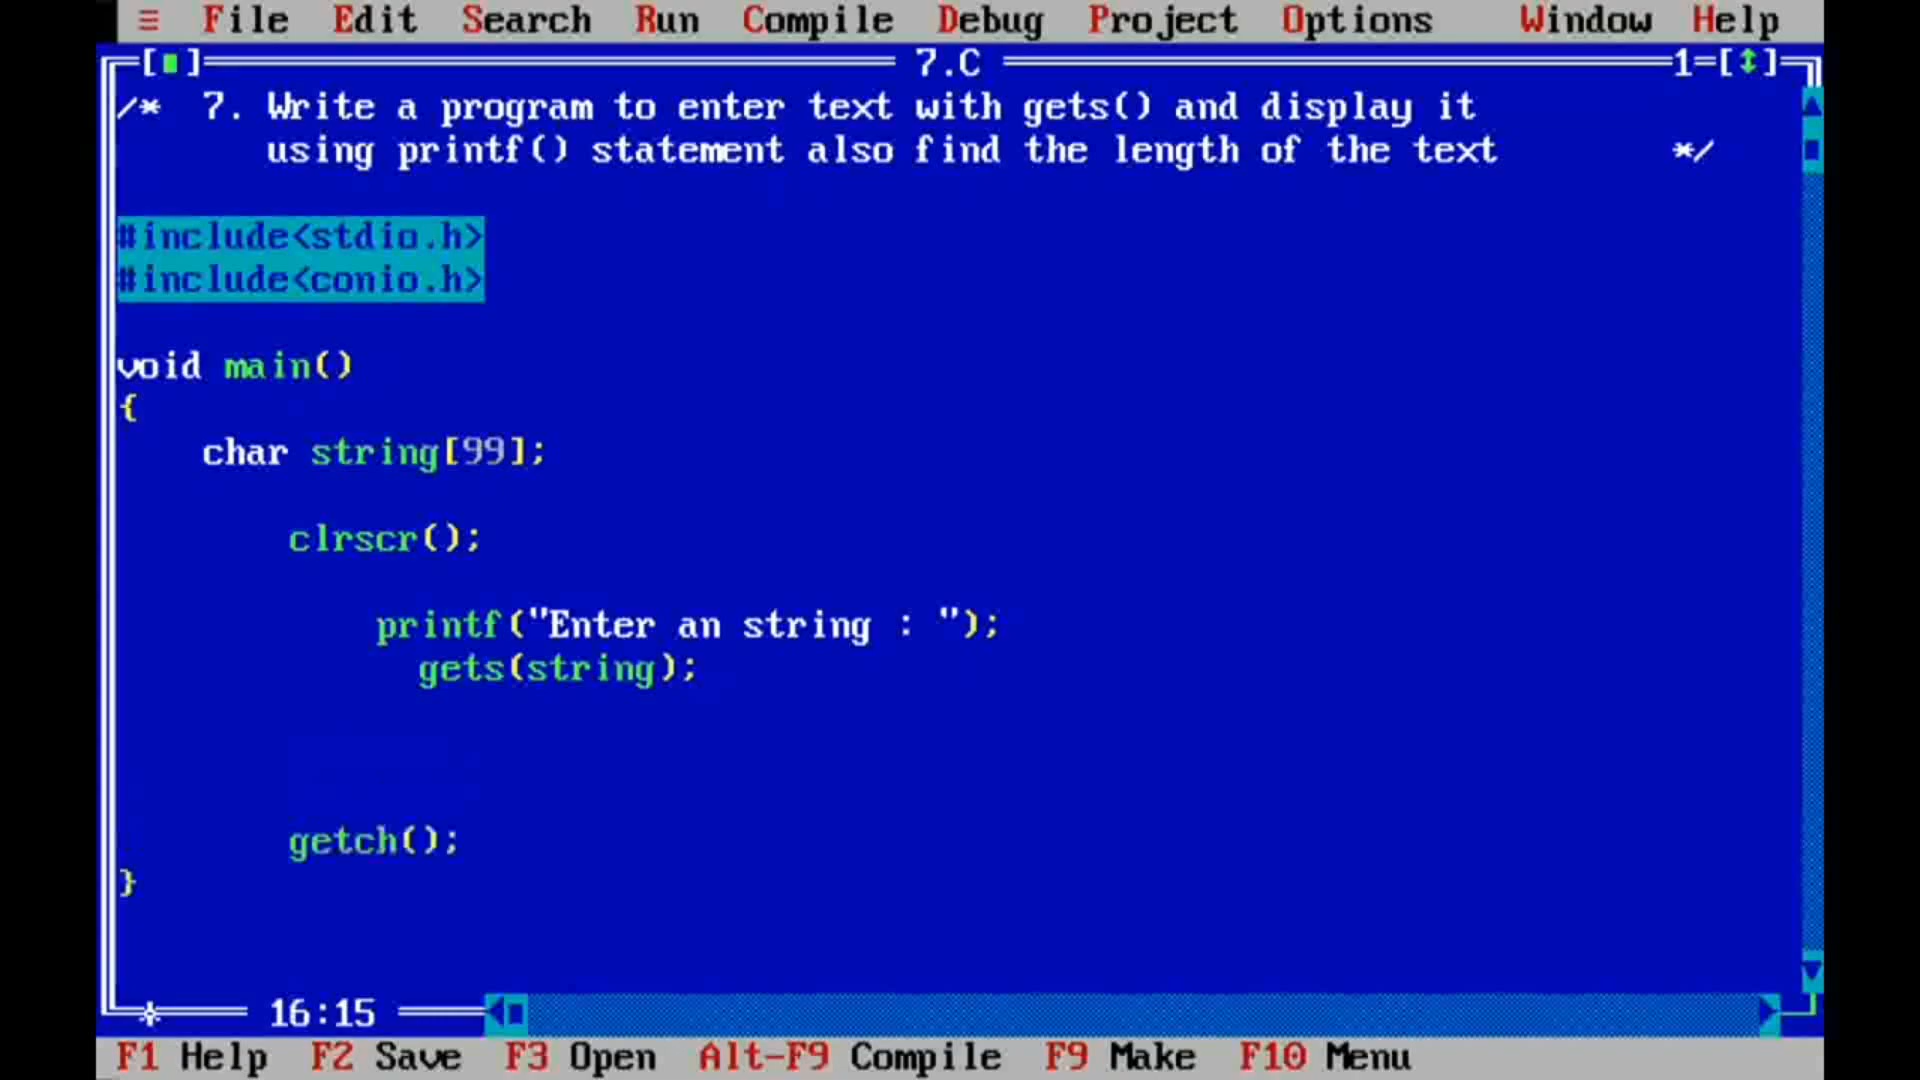 ≡ File Edit Search Run Compile Debug Project Options Window Help
[■] 7.C 1=[↕]
/* 7. Write a program to enter text with gets() and display it
using printf() statement also find the length of the text */
#include<stdio.h>
#include<conio.h>
void main()
{
char string[99];
clrscr();
printf("Enter an string : ");
gets(string);
getch();
}
* 16:15
F1 Help F2 Save F3 Open Alt-F9 Compile F9 Make F10 Menu